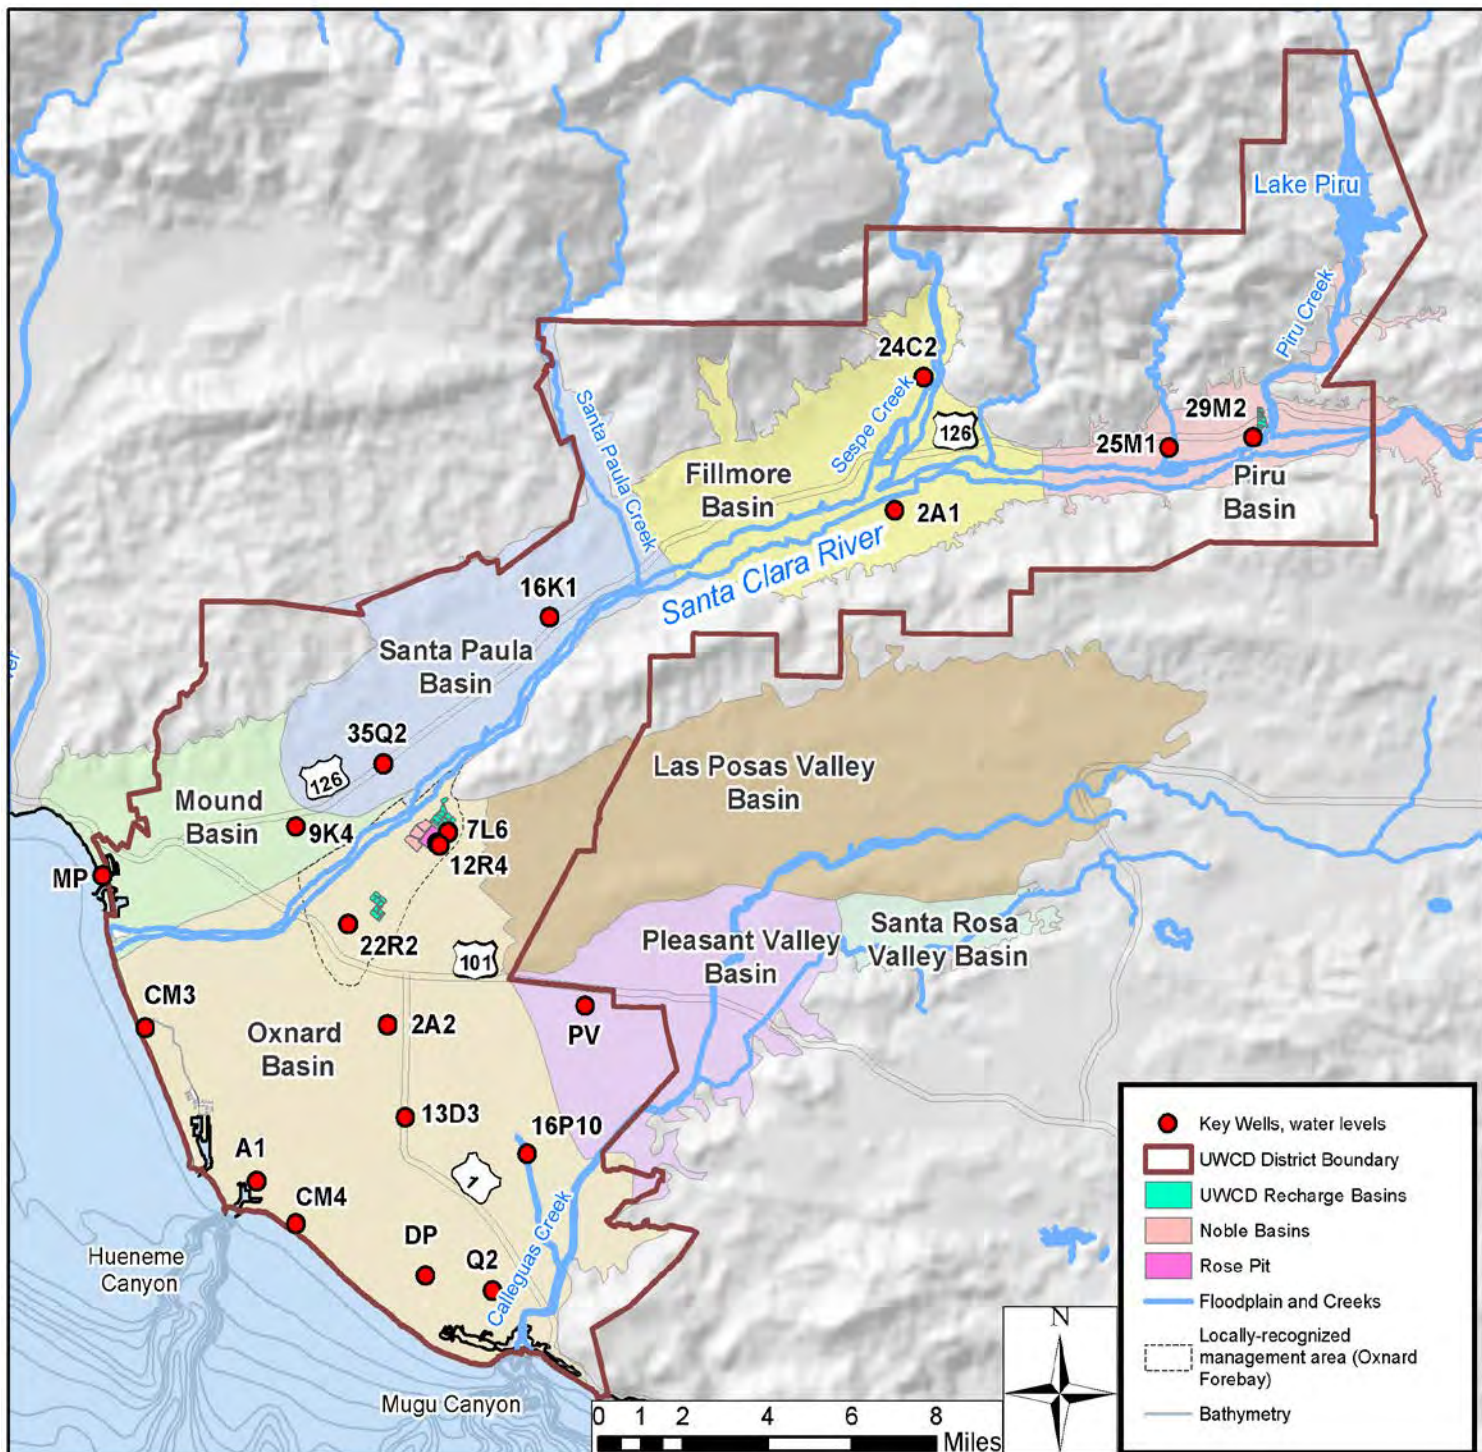 Lake Piru
Piru Creek
24C2
Sespe Creek
126
29M2
25M1
Piru
Basin
Santa Paula Creek
Fillmore
Basin
2A1
Santa Clara River
16K1
Santa Paula
Basin
35Q2
126
Las Posas Valley
Basin
Mound
Basin
9K4
7L6
12R4
MP
22R2
101
Pleasant Valley
Basin
Santa Rosa
Valley Basin
CM3
2A2
PV
Oxnard
Basin
13D3
16P10
A1
1
CM4
DP
Q2
Calleguas Creek
Hueneme
Canyon
Mugu Canyon
Key Wells, water levels
UWCD District Boundary
UWCD Recharge Basins
Noble Basins
Rose Pit
Floodplain and Creeks
Locally-recognized
management area (Oxnard
Forebay)
Bathymetry
N
0 1 2 4 6 8
Miles